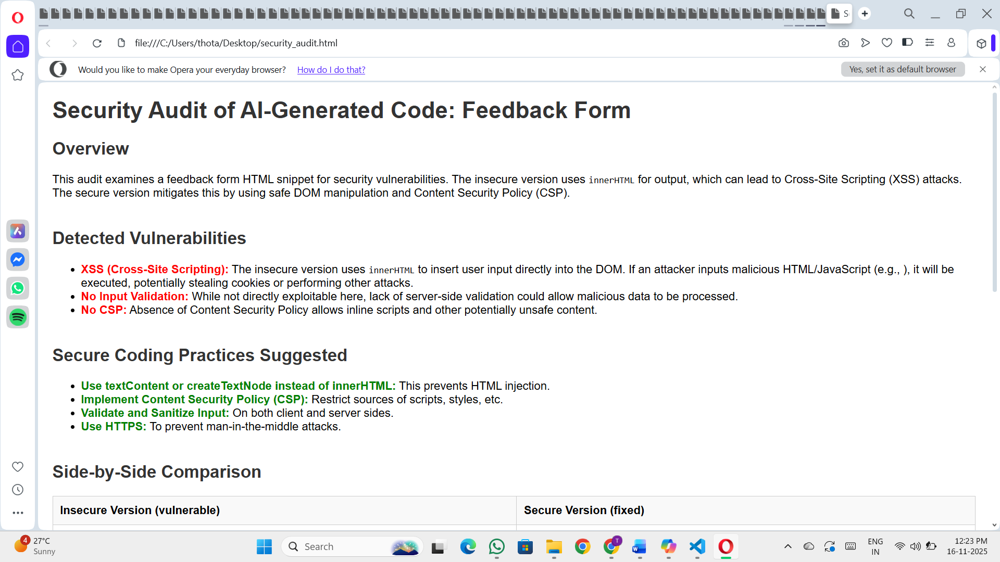 S
file:///C:/Users/thota/Desktop/security_audit.html
Would you like to make Opera your everyday browser? How do I do that?
Yes, set it as default browser
Security Audit of AI-Generated Code: Feedback Form
Overview
This audit examines a feedback form HTML snippet for security vulnerabilities. The insecure version uses innerHTML for output, which can lead to Cross-Site Scripting (XSS) attacks.
The secure version mitigates this by using safe DOM manipulation and Content Security Policy (CSP).
Detected Vulnerabilities
• XSS (Cross-Site Scripting): The insecure version uses innerHTML to insert user input directly into the DOM. If an attacker inputs malicious HTML/JavaScript (e.g., ), it will be
executed, potentially stealing cookies or performing other attacks.
• No Input Validation: While not directly exploitable here, lack of server-side validation could allow malicious data to be processed.
• No CSP: Absence of Content Security Policy allows inline scripts and other potentially unsafe content.
Secure Coding Practices Suggested
• Use textContent or createTextNode instead of innerHTML: This prevents HTML injection.
• Implement Content Security Policy (CSP): Restrict sources of scripts, styles, etc.
• Validate and Sanitize Input: On both client and server sides.
• Use HTTPS: To prevent man-in-the-middle attacks.
Side-by-Side Comparison
Insecure Version (vulnerable)
Secure Version (fixed)
4
27°C
Sunny
Search
T
W
ENG
IN
12:23 PM
16-11-2025